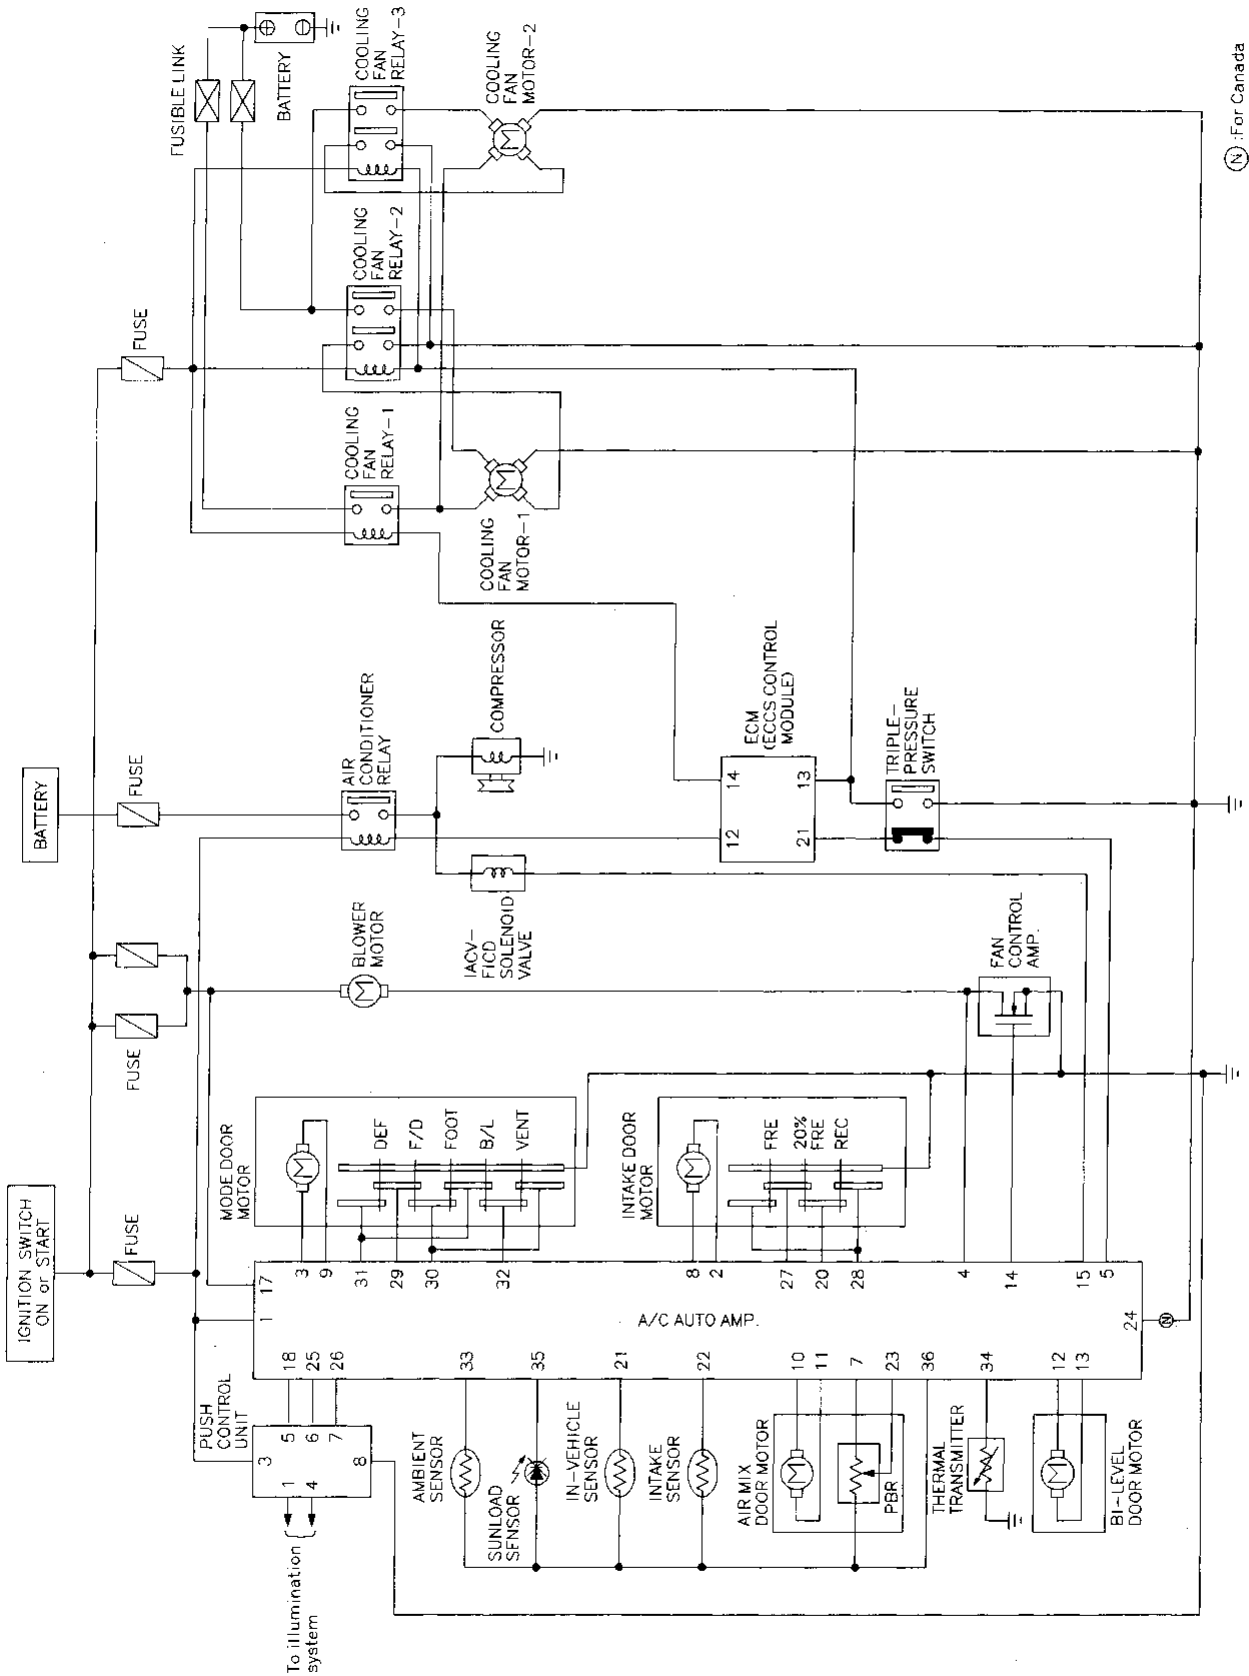 IGNITION SWITCH
ON or START
BATTERY
FUSE
FUSE
FUSE
FUSE
FUSIBLE LINK
BATTERY
PUSH
CONTROL
UNIT
3
5
6
7
1
4
8
To illumination
system
A/C AUTO AMP.
1
17
3
9
31
29
30
32
8
2
27
20
28
4
14
15
5
24
N
18
25
26
33
35
21
22
10
11
7
23
36
34
12
13
MODE DOOR
MOTOR
M
DEF
F/D
FOOT
B/L
VENT
INTAKE DOOR
MOTOR
M
FRE
20%
FRE
REC
BLOWER
MOTOR
M
FAN
CONTROL
AMP.
AIR
CONDITIONER
RELAY
COMPRESSOR
IACV-
FICD
SOLENOID
VALVE
ECM
(ECCS CONTROL
MODULE)
12
14
21
13
TRIPLE-
PRESSURE
SWITCH
COOLING
FAN
RELAY-1
COOLING
FAN
RELAY-2
COOLING
FAN
RELAY-3
COOLING
FAN
MOTOR-1
M
COOLING
FAN
MOTOR-2
M
AMBIENT
SENSOR
SUNLOAD
SENSOR
IN-VEHICLE
SENSOR
INTAKE
SENSOR
AIR MIX
DOOR MOTOR
M
PBR
THERMAL
TRANSMITTER
BI-LEVEL
DOOR MOTOR
M
N :For Canada